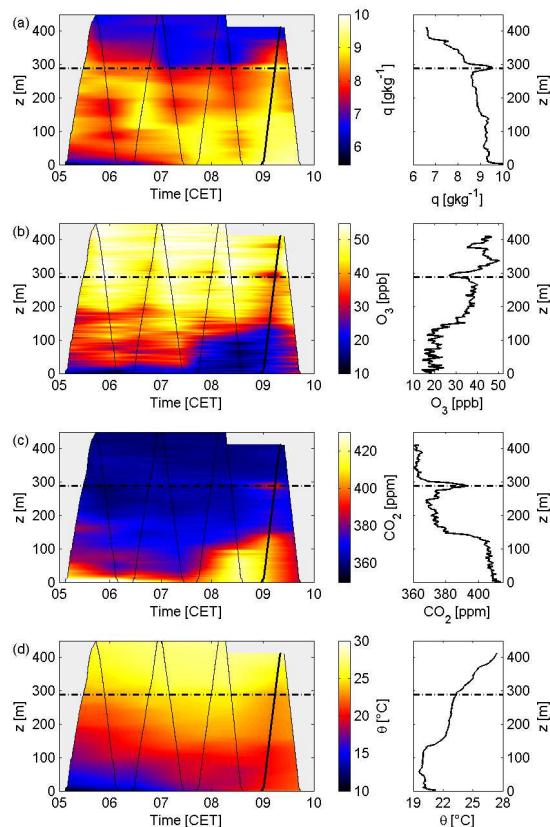 (a)
400
300
200
100
0
z [m]
05 06 07 08 09 10
Time [CET]
10
9
8
7
6
q [gkg-1]
6 7 8 9 10
q [gkg-1]
400
300
200
100
0
z [m]
(b)
400
300
200
100
0
z [m]
05 06 07 08 09 10
Time [CET]
50
40
30
20
10
O3 [ppb]
10 20 30 40 50
O3 [ppb]
400
300
200
100
0
z [m]
(c)
400
300
200
100
0
z [m]
05 06 07 08 09 10
Time [CET]
420
400
380
360
CO2 [ppm]
360 380 400
CO2 [ppm]
400
300
200
100
0
z [m]
(d)
400
300
200
100
0
z [m]
05 06 07 08 09 10
Time [CET]
30
25
20
15
10
θ [°C]
19 22 25 28
θ [°C]
400
300
200
100
0
z [m]